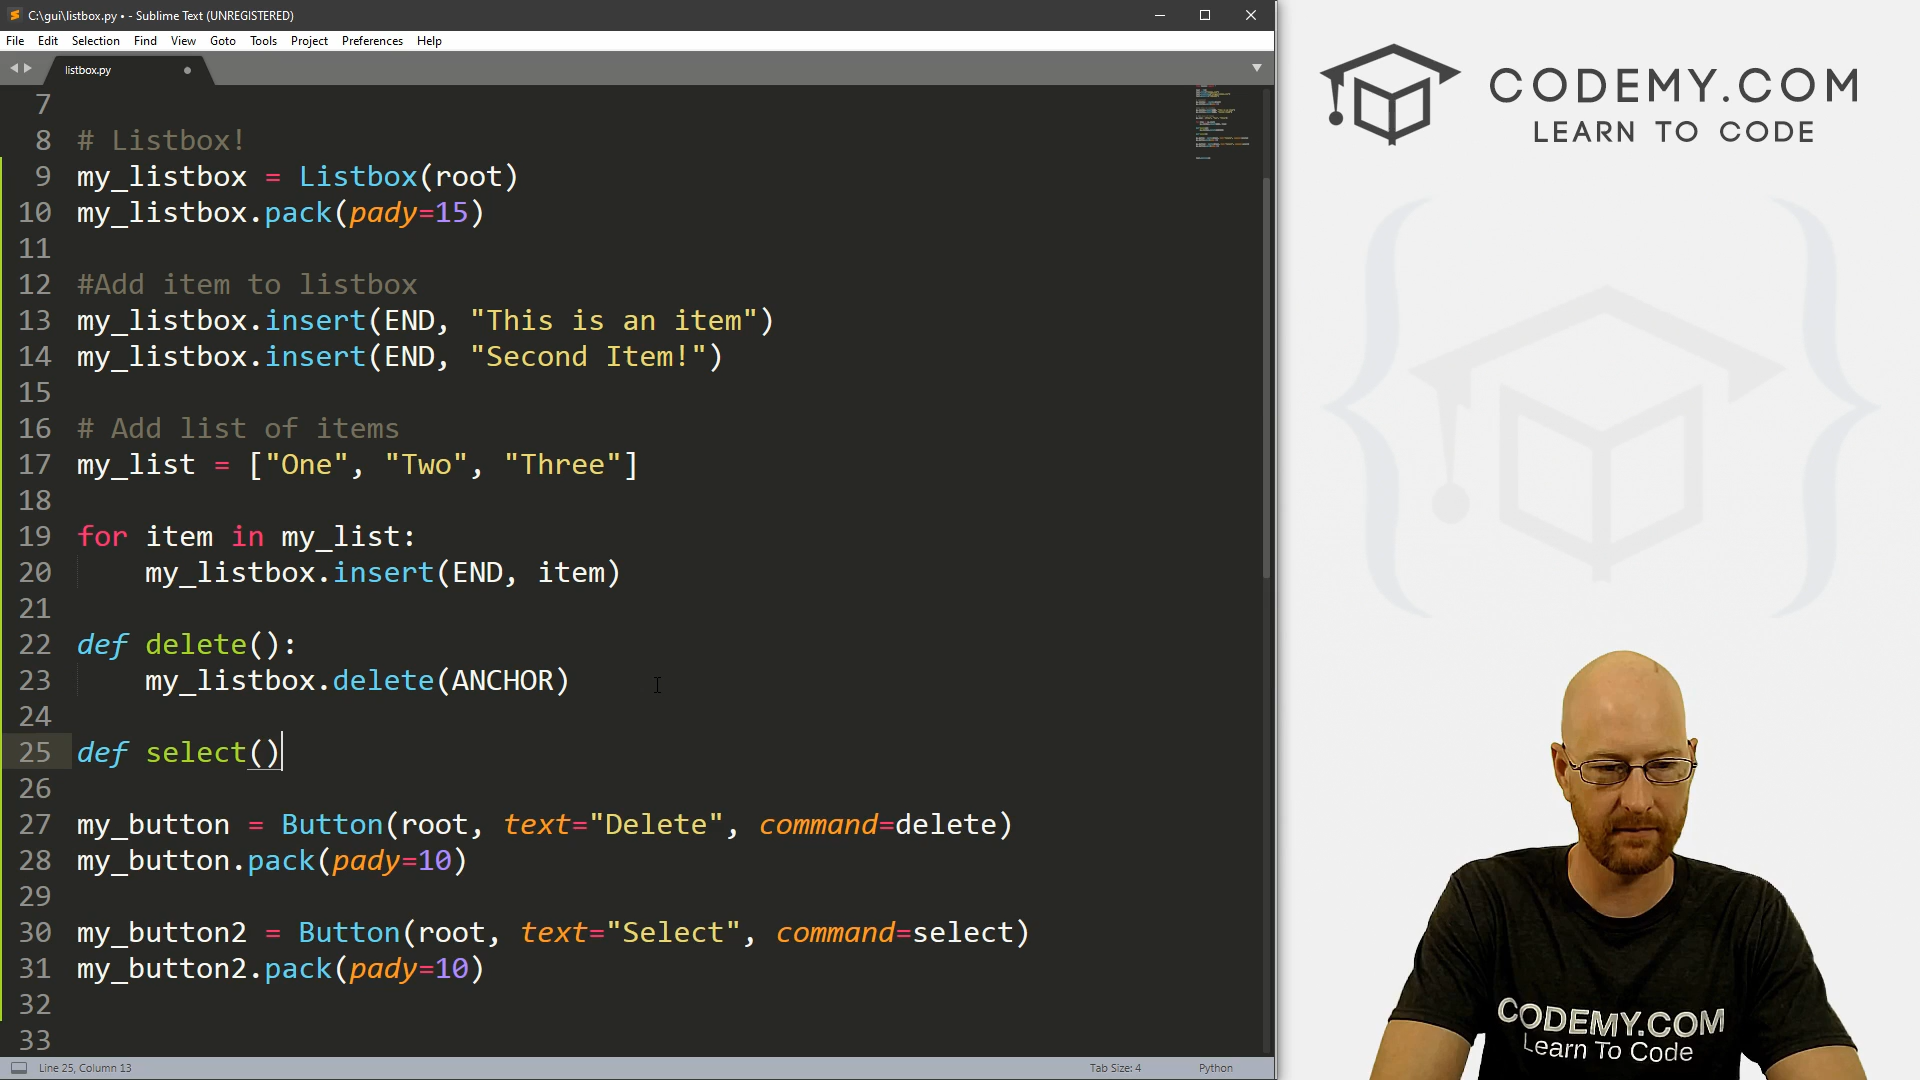 C:\gui\listbox.py • - Sublime Text (UNREGISTERED)
File Edit Selection Find View Goto Tools Project Preferences Help
listbox.py
7
8 # Listbox!
9 my_listbox = Listbox(root)
10 my_listbox.pack(pady=15)
11
12 #Add item to listbox
13 my_listbox.insert(END, "This is an item")
14 my_listbox.insert(END, "Second Item!")
15
16 # Add list of items
17 my_list = ["One", "Two", "Three"]
18
19 for item in my_list:
20     my_listbox.insert(END, item)
21
22 def delete():
23     my_listbox.delete(ANCHOR)
24
25 def select()
26
27 my_button = Button(root, text="Delete", command=delete)
28 my_button.pack(pady=10)
29
30 my_button2 = Button(root, text="Select", command=select)
31 my_button2.pack(pady=10)
32
33
Line 25, Column 13
Tab Size: 4
Python
CODEMY.COM
LEARN TO CODE
CODEMY.COM
Learn To Code